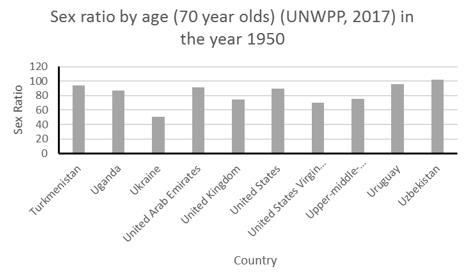 Sex ratio by age (70 year olds) (UNWPP, 2017) in
the year 1950
120
100
80
60
40
20
0
Sex Ratio
Turkmenistan
Uganda
Ukraine
United Arab Emirates
United Kingdom
United States
United States Virgin...
Upper-middle-...
Uruguay
Uzbekistan
Country